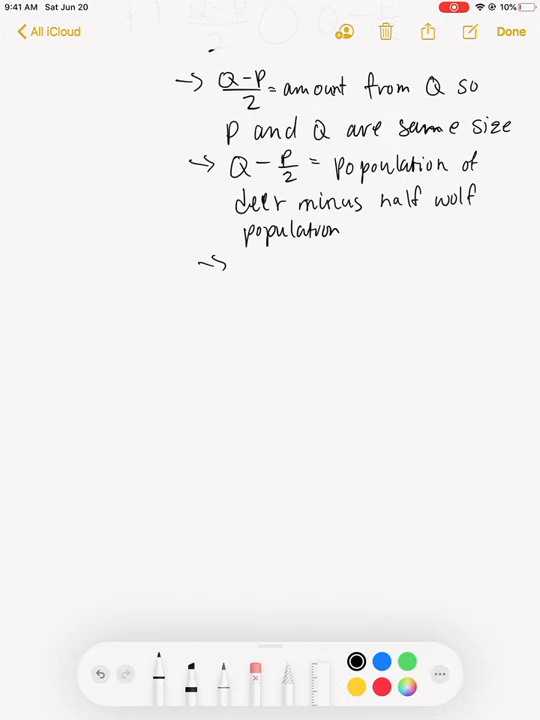 9:41 AM Sat Jun 20
10%
All iCloud
Done
→ Q-P/2 = amount from Q so
P and Q are same size
→ Q - P/2 = popoulation of
deer minus half wolf
population
→